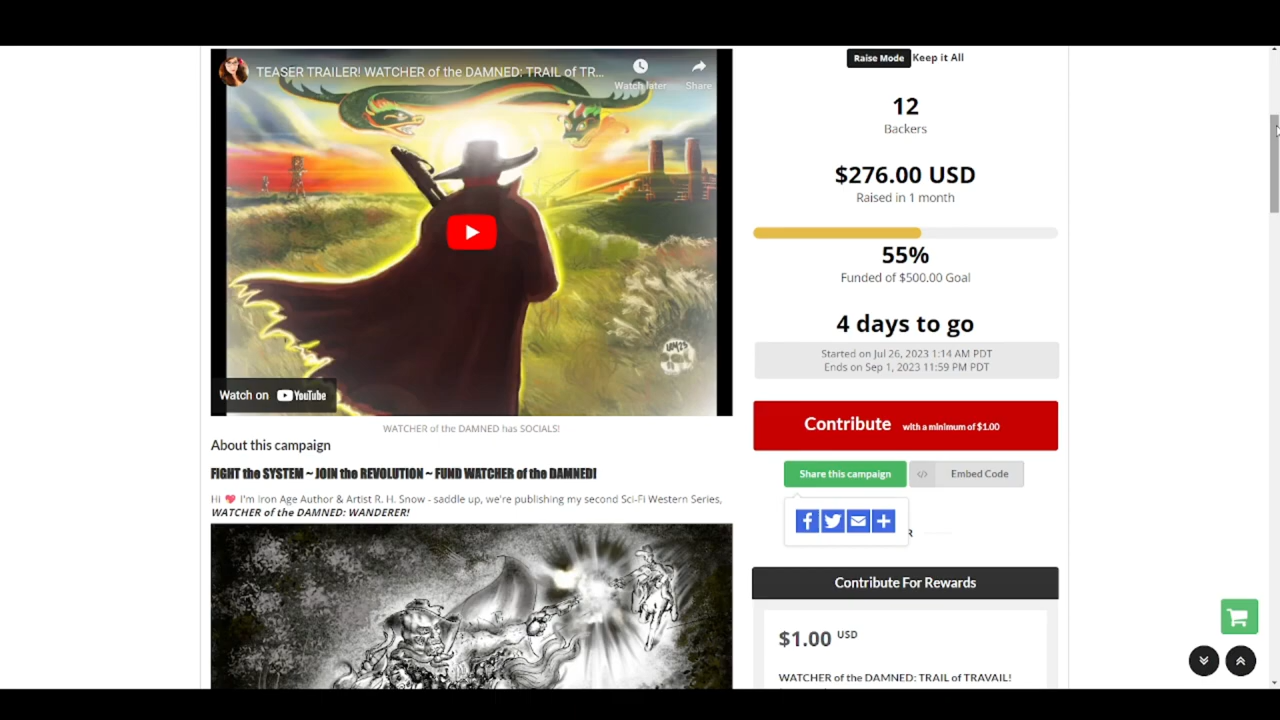 TEASER TRAILER! WATCHER of the DAMNED: TRAIL of TR...
Watch later
Share
Watch on YouTube
WATCHER of the DAMNED has SOCIALS!
About this campaign
FIGHT the SYSTEM ~ JOIN the REVOLUTION ~ FUND WATCHER of the DAMNED!
Hi 💖 I'm Iron Age Author & Artist R. H. Snow - saddle up, we're publishing my second Sci-Fi Western Series,
WATCHER of the DAMNED: WANDERER!
Raise Mode Keep it All
12
Backers
$276.00 USD
Raised in 1 month
55%
Funded of $500.00 Goal
4 days to go
Started on Jul 26, 2023 1:14 AM PDT
Ends on Sep 1, 2023 11:59 PM PDT
Contribute with a minimum of $1.00
Share this campaign
</> Embed Code
R
Contribute For Rewards
$1.00 USD
WATCHER of the DAMNED: TRAIL of TRAVAIL!